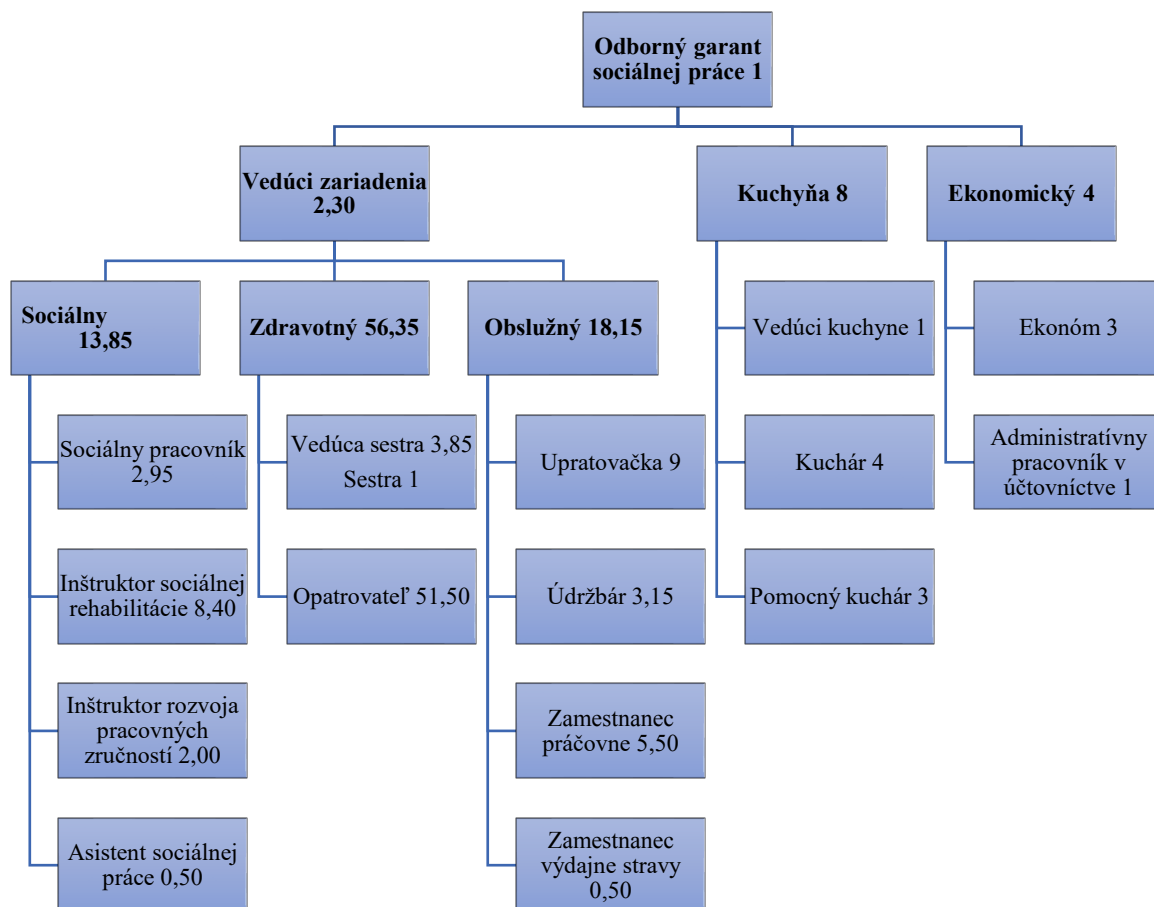 Odborný garant
sociálnej práce 1
Vedúci zariadenia
2,30
Kuchyňa 8
Ekonomický 4
Sociálny
13,85
Zdravotný 56,35
Obslužný 18,15
Vedúci kuchyne 1
Ekonóm 3
Sociálny pracovník
2,95
Vedúca sestra 3,85
Sestra 1
Upratovačka 9
Kuchár 4
Administratívny
pracovník v
účtovníctve 1
Inštruktor sociálnej
rehabilitácie 8,40
Opatrovateľ 51,50
Údržbár 3,15
Pomocný kuchár 3
Inštruktor rozvoja
pracovných
zručností 2,00
Zamestnanec
práčovne 5,50
Asistent sociálnej
práce 0,50
Zamestnanec
výdajne stravy
0,50